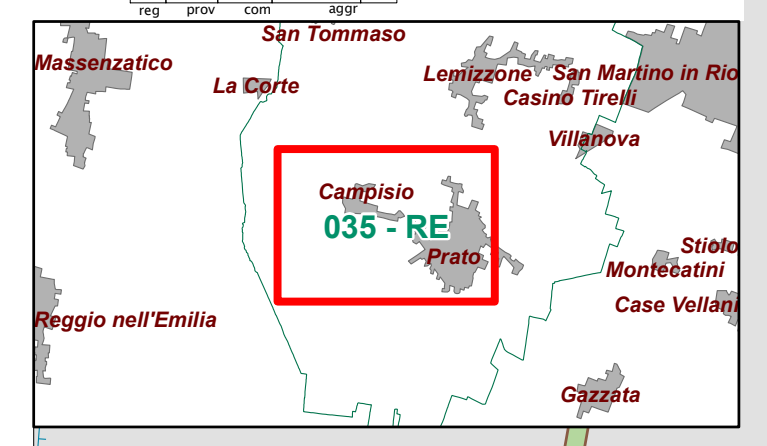 reg prov com aggr
San Tommaso
Massenzatico
Lemizzone San Martino in Rio
La Corte
Casino Tirelli
Villanova
Campisio
035 - RE
Prato
Stiolo
Montecatini
Case Vellani
Reggio nell'Emilia
Gazzata